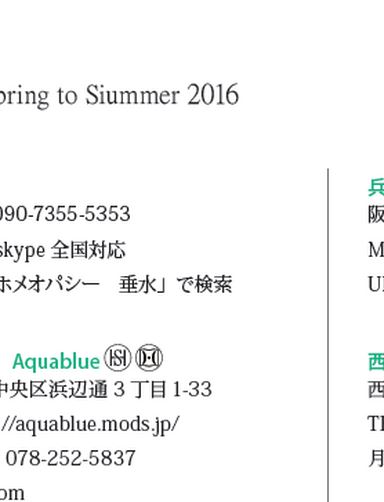 pring to Siummer 2016
090-7355-5353
skype 全国対応
ホメオパシー　垂水」で検索
Aquablue
中央区浜辺通 3 丁目 1-33
://aquablue.mods.jp/
078-252-5837
om
兵
阪
M
U
西
西
T
月